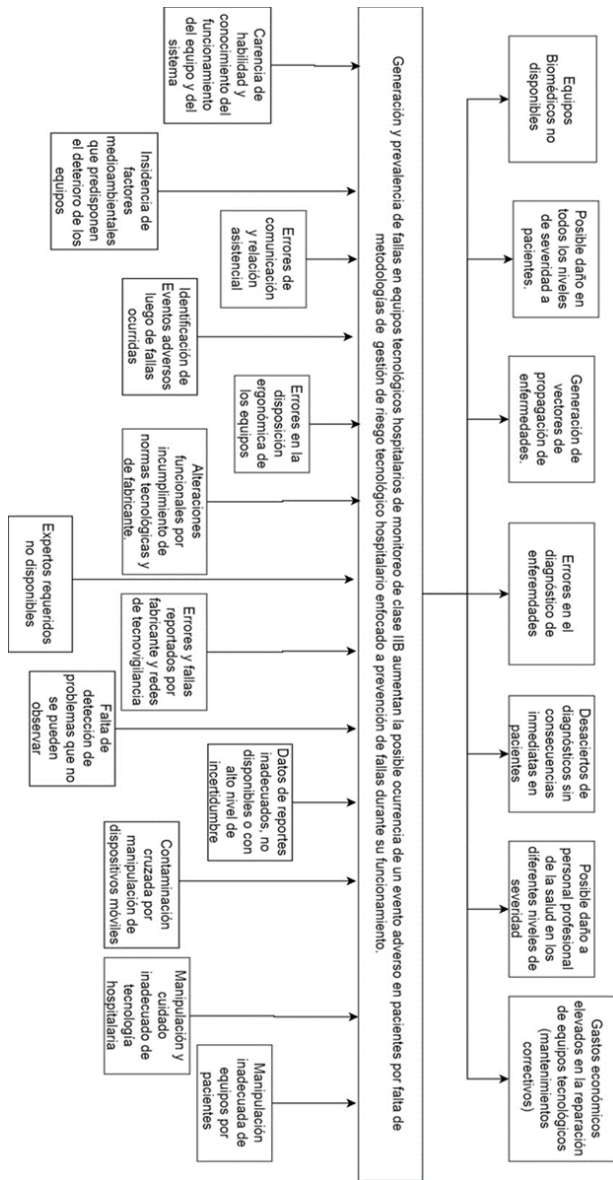 Equipos
Biomédicos no
disponibles
Posible daño en
todos los niveles
de severidad a
pacientes.
Generación de
vectores de
propagación de
enfermedades.
Errores en el
diagnóstico de
enferemdades
Desaciertos de
diagnósticos sin
consecuencias
inmediatas en
pacientes
Posible daño a
personal profesional
de la salud en los
diferentes niveles de
severidad
Gastos económicos
elevados en la reparación
de equipos tecnológicos
(mantenimientos
correctivos)
Generación y prevalencia de fallas en equipos tecnológicos hospitalarios de monitoreo de clase IIB aumentan la posible ocurrencia de un evento adverso en pacientes por falta de
metodologías de gestión de riesgo tecnológico hospitalario enfocado a prevención de fallas durante su funcionamiento.
Carencia de
habilidad y
conocimiento del
funcionamiento
del equipo y del
sistema
Insidencia de
factores
medioambientales
que predisponen
el deterioro de los
equipos
Errores de
comunicación
y relación
asistencial
Identificación de
Eventos adversos
luego de fallas
ocurridas
Errores en la
disposición
ergonómica de
los equipos
Alteraciones
funcionales por
incumplimiento de
normas tecnológicas y
de fabricante.
Expertos requeridos
no disponibles
Errores y fallas
reportados por
fabricante y redes
de tecnovigilancia
Falta de
detección de
problemas que no
se pueden
observar
Datos de reportes
inadecuados, no
disponibles o con
alto nivel de
incertidumbre
Contaminación
cruzada por
manipulación de
dispositivos móviles
Manipulación y
cuidado
inadecuado de
tecnología
hospitalaria
Manipulación
inadecuada de
equipos por
pacientes